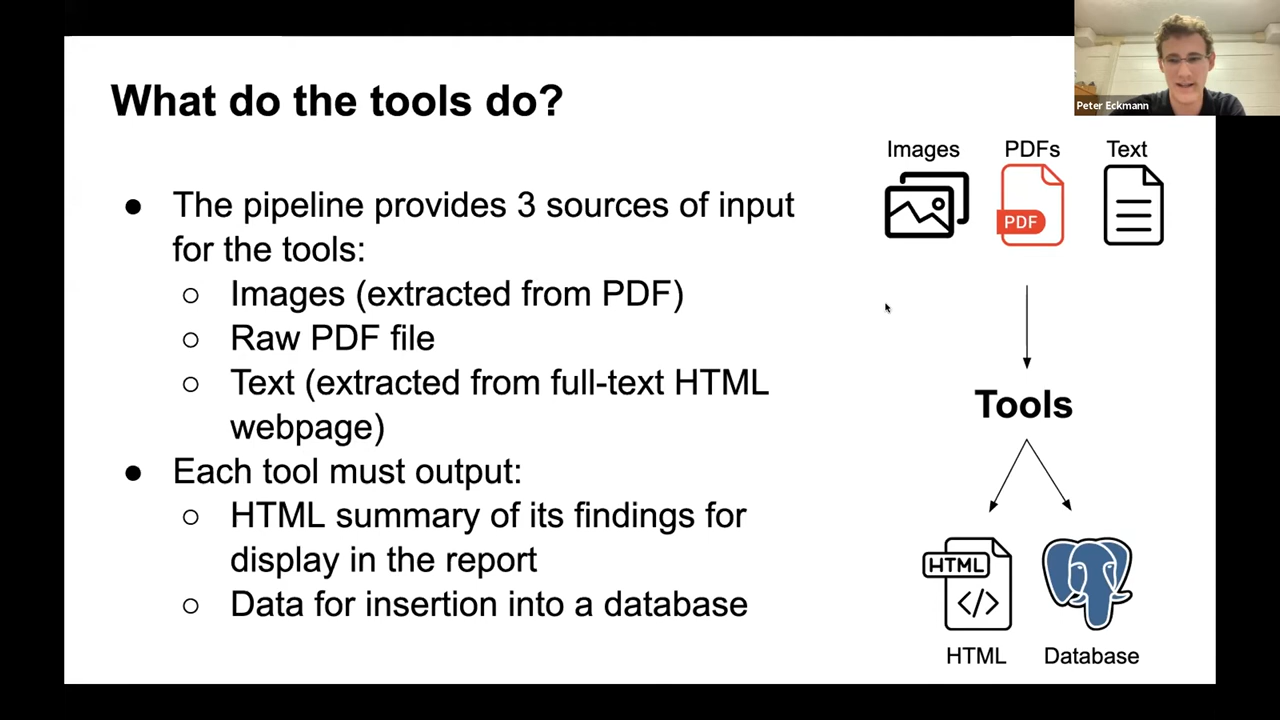 What do the tools do?
● The pipeline provides 3 sources of input
for the tools:
○ Images (extracted from PDF)
○ Raw PDF file
○ Text (extracted from full-text HTML
webpage)
● Each tool must output:
○ HTML summary of its findings for
display in the report
○ Data for insertion into a database
Peter Eckmann
Images PDFs Text
PDF
Tools
HTML
</>
HTML Database